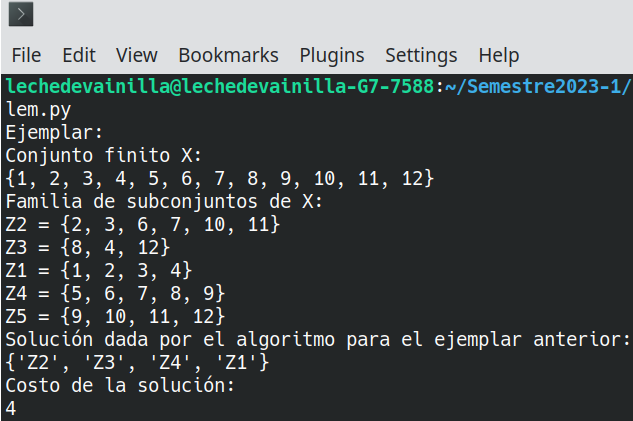 File Edit View Bookmarks Plugins Settings Help
lechedevainilla@lechedevainilla-G7-7588:~/Semestre2023-1/
lem.py
Ejemplar:
Conjunto finito X:
{1, 2, 3, 4, 5, 6, 7, 8, 9, 10, 11, 12}
Familia de subconjuntos de X:
Z2 = {2, 3, 6, 7, 10, 11}
Z3 = {8, 4, 12}
Z1 = {1, 2, 3, 4}
Z4 = {5, 6, 7, 8, 9}
Z5 = {9, 10, 11, 12}
Solución dada por el algoritmo para el ejemplar anterior:
{'Z2', 'Z3', 'Z4', 'Z1'}
Costo de la solución:
4